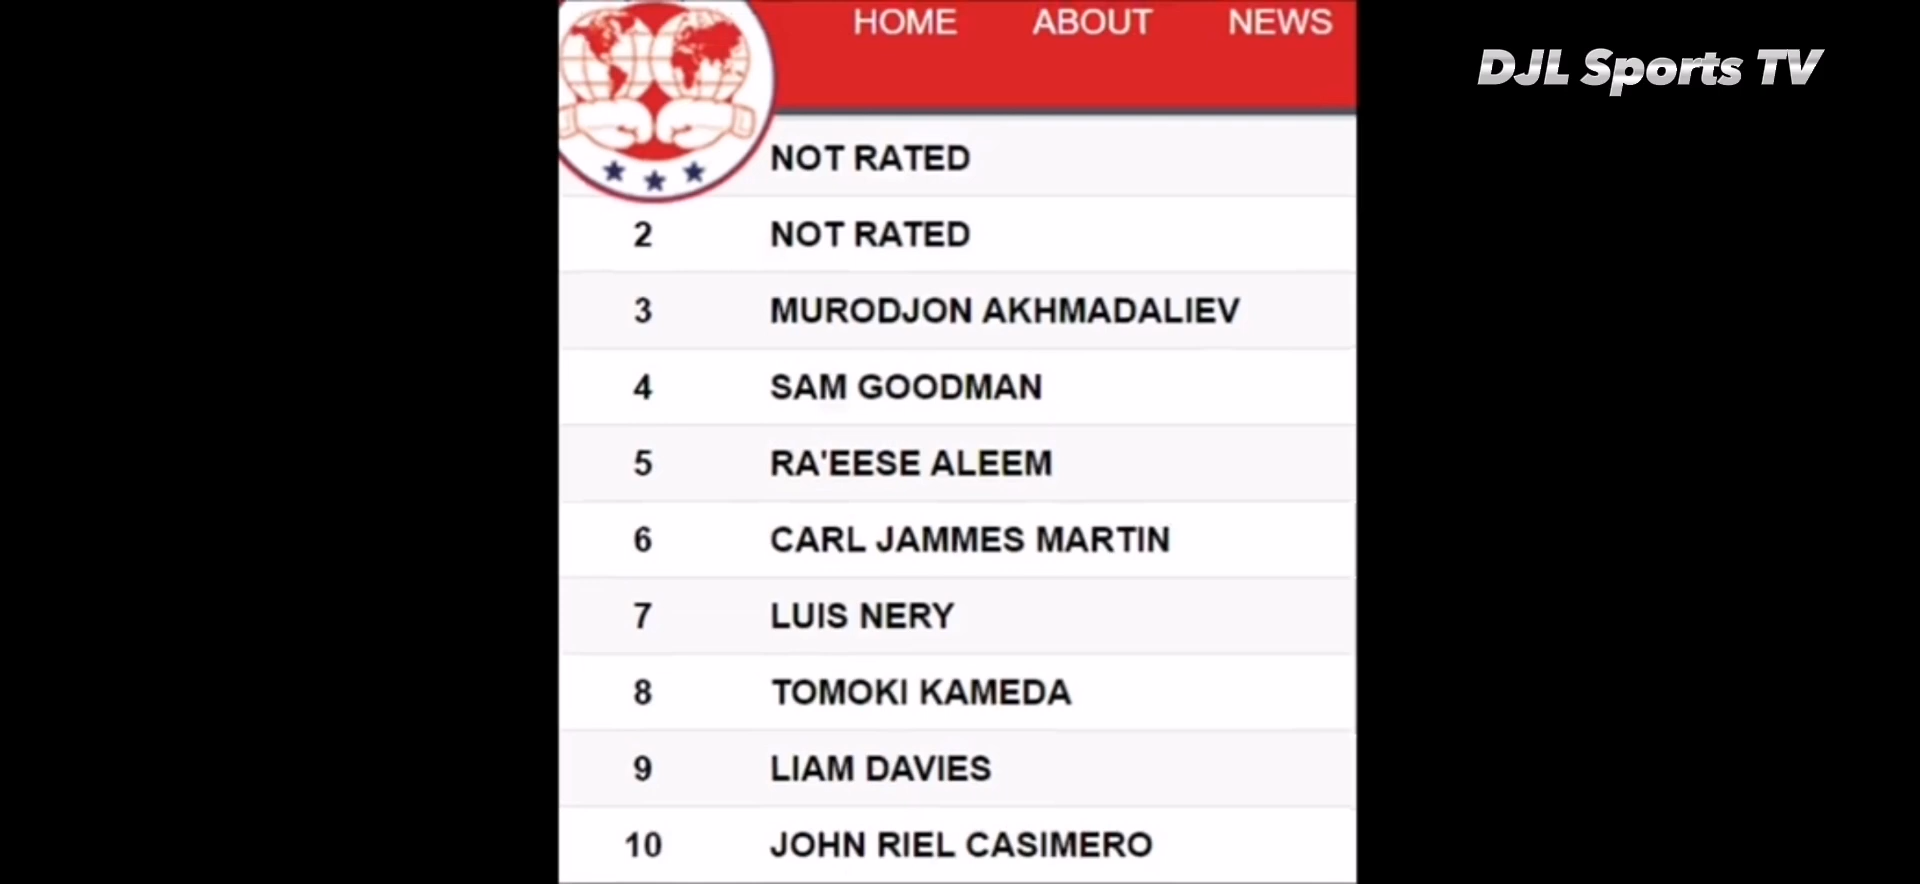 HOME ABOUT NEWS
DJL Sports TV
NOT RATED
2 NOT RATED
3 MURODJON AKHMADALIEV
4 SAM GOODMAN
5 RA'EESE ALEEM
6 CARL JAMMES MARTIN
7 LUIS NERY
8 TOMOKI KAMEDA
9 LIAM DAVIES
10 JOHN RIEL CASIMERO